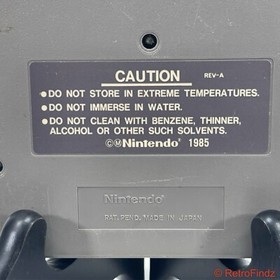 CAUTION
REV-A
• DO NOT STORE IN EXTREME TEMPERATURES.
• DO NOT IMMERSE IN WATER.
• DO NOT CLEAN WITH BENZENE, THINNER,
ALCOHOL OR OTHER SUCH SOLVENTS.
©Ⓜ Nintendo® 1985
Nintendo
PAT. PEND./MADE IN JAPAN
© RetroFindz